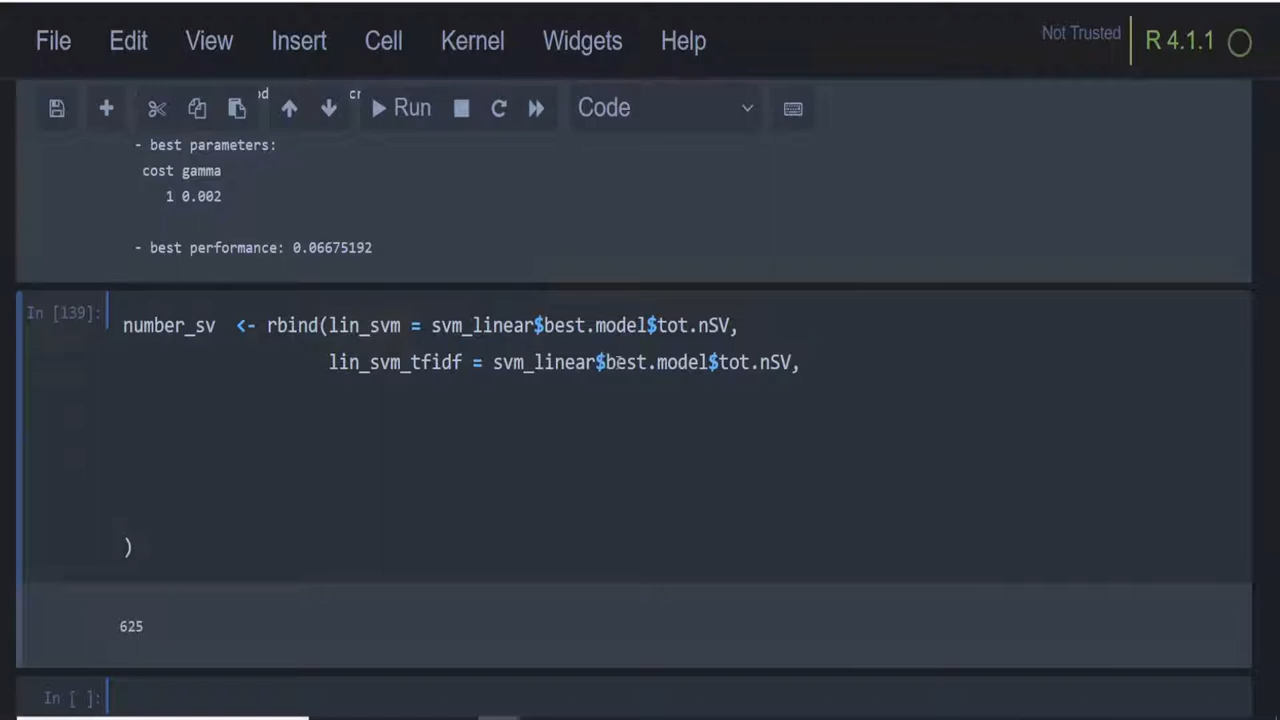 File Edit View Insert Cell Kernel Widgets Help Not Trusted R 4.1.1
Run Code
- best parameters:
cost gamma
1 0.002
- best performance: 0.06675192
In [139]:
number_sv <- rbind(lin_svm = svm_linear$best.model$tot.nSV,
lin_svm_tfidf = svm_linear$best.model$tot.nSV,
)
625
In [ ]: